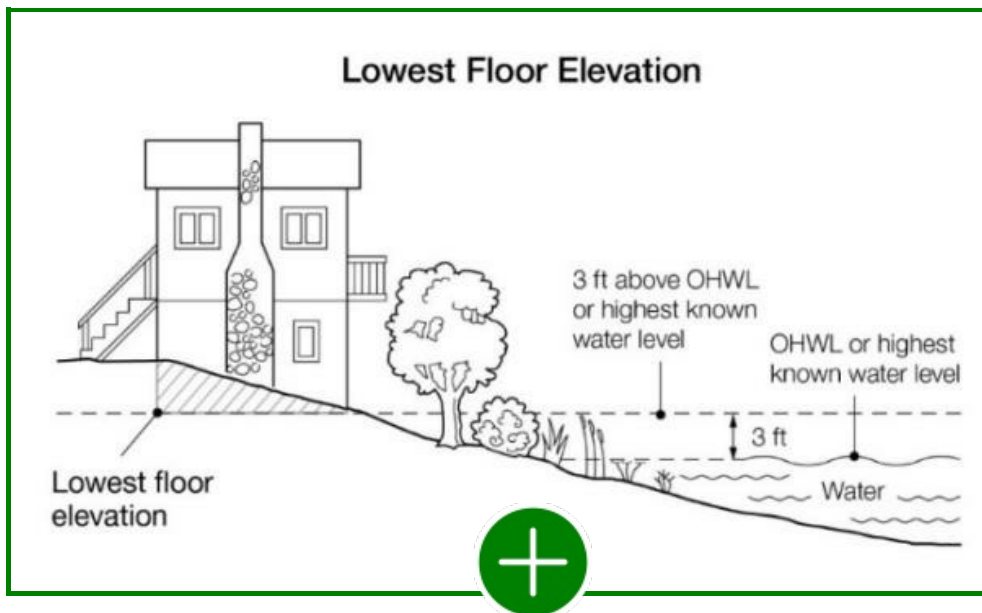 Lowest Floor Elevation
3 ft above OHWL
or highest known
water level
OHWL or highest
known water level
3 ft
Water
Lowest floor
elevation